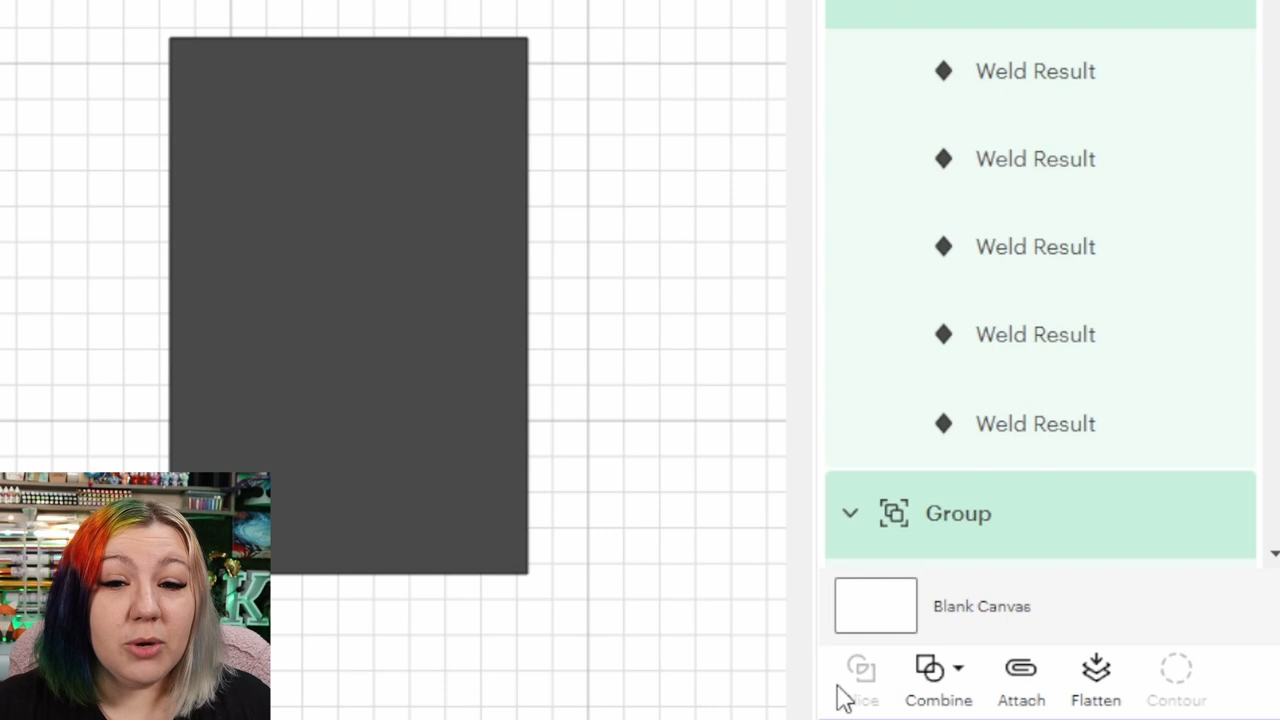 Weld Result
Weld Result
Weld Result
Weld Result
Weld Result
Group
Blank Canvas
Combine
Attach
Flatten
Contour
K